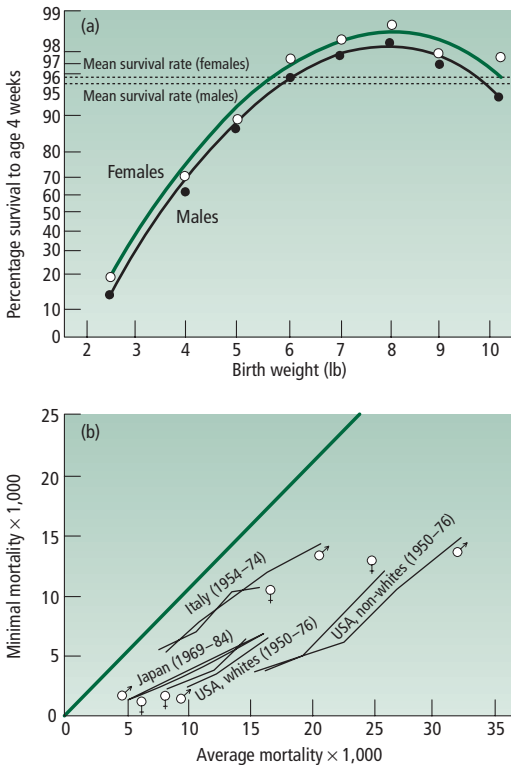 (a)
99
98
97
96
95
90
80
70
60
50
40
30
20
10
0
Percentage survival to age 4 weeks
Mean survival rate (females)
Mean survival rate (males)
Females
Males
2 3 4 5 6 7 8 9 10
Birth weight (lb)
(b)
25
20
15
10
5
0
Minimal mortality × 1,000
Italy (1954–74)
Japan (1969–84)
USA, whites (1950–76)
USA, non-whites (1950–76)
5 10 15 20 25 30 35
Average mortality × 1,000